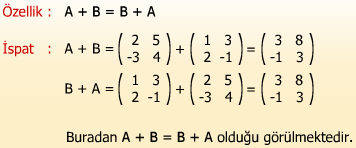 Özellik : A + B = B + A
İspat : A + B = ( 2 5 -3 4 ) + ( 1 3 2 -1 ) = ( 3 8 -1 3 )
B + A = ( 1 3 2 -1 ) + ( 2 5 -3 4 ) = ( 3 8 -1 3 )
Buradan A + B = B + A olduğu görülmektedir.